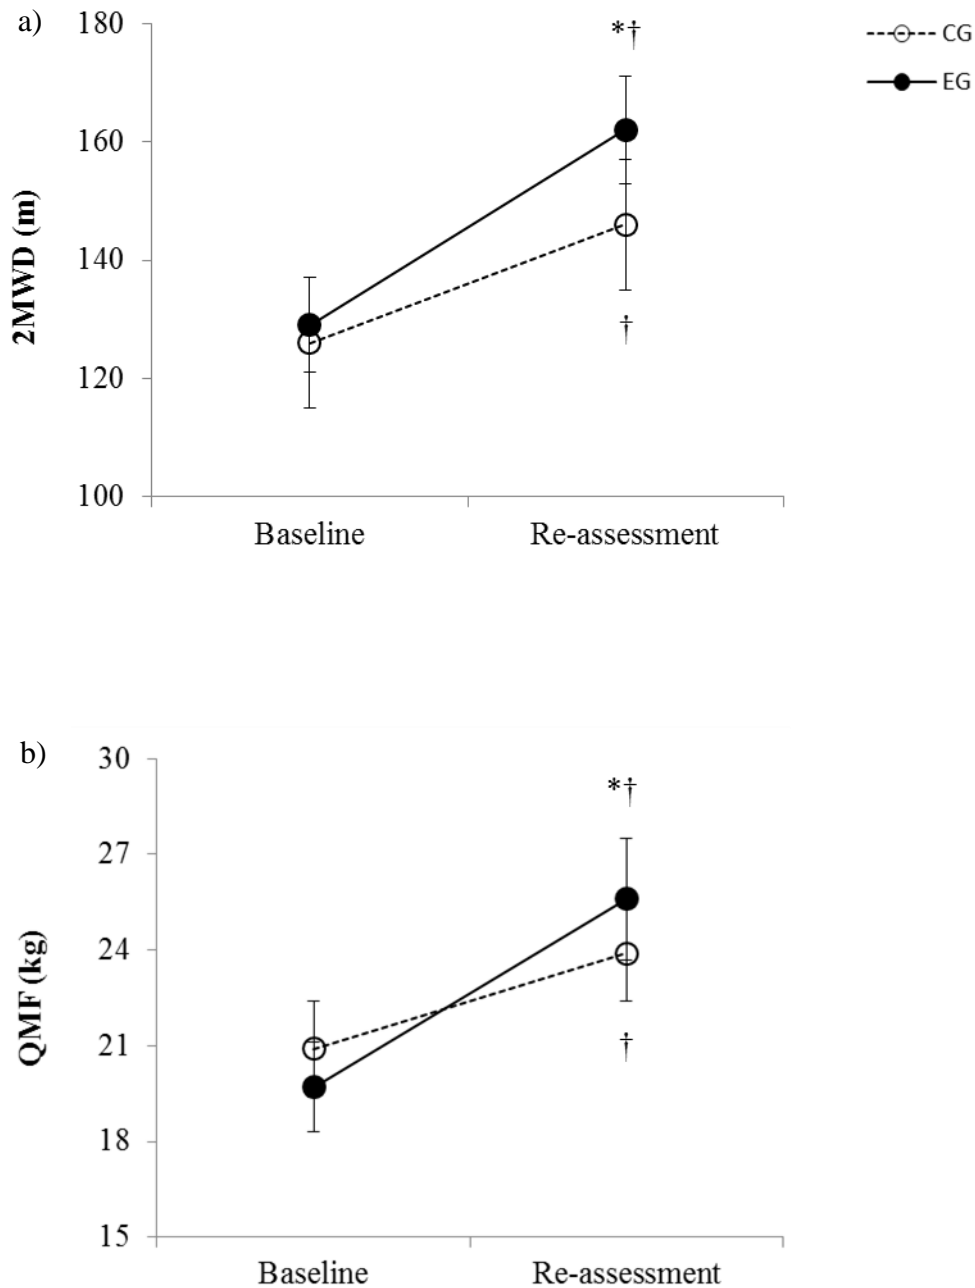 a)
180
*†
CG
EG
160
140
2MWD (m)
†
120
100
Baseline Re-assessment
b)
30
*†
27
24
QMF (kg)
21
†
18
15
Baseline Re-assessment